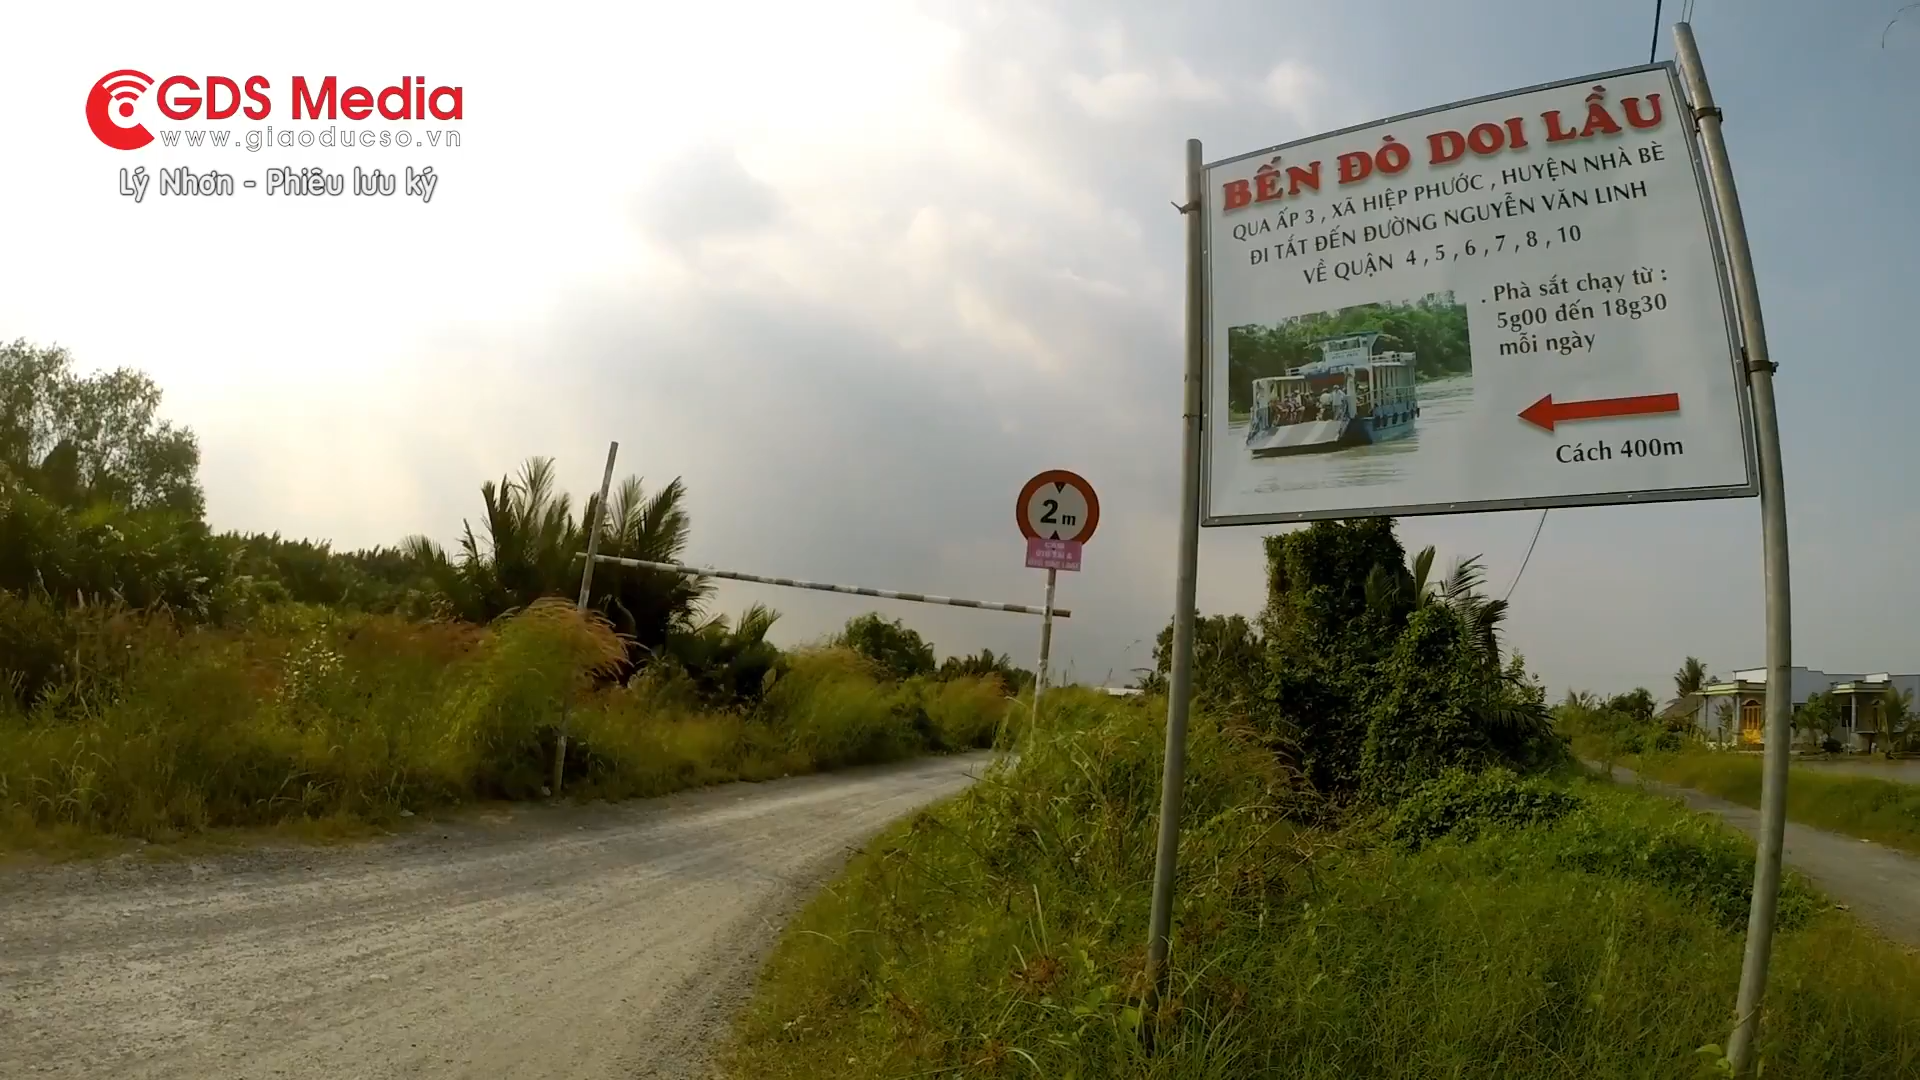 GDS Media
www.giaoducso.vn
Lý Nhơn - Phiêu lưu ký
BẾN ĐÒ DOI LẦU
QUA ẤP 3 , XÃ HIỆP PHƯỚC , HUYỆN NHÀ BÈ
ĐI TẮT ĐẾN ĐƯỜNG NGUYỄN VĂN LINH
VỀ QUẬN 4 , 5 , 6 , 7 , 8 , 10
. Phà sắt chạy từ :
5g00 đến 18g30
mỗi ngày
Cách 400m
2 m